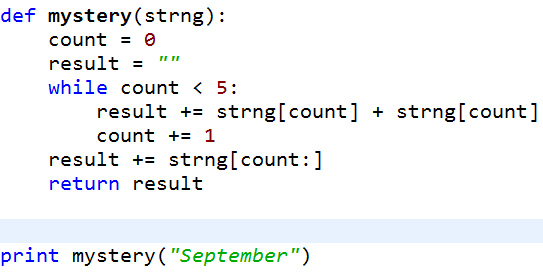 def mystery(strng):
    count = 0
    result = ""
    while count < 5:
        result += strng[count] + strng[count]
        count += 1
    result += strng[count:]
    return result
print mystery("September")